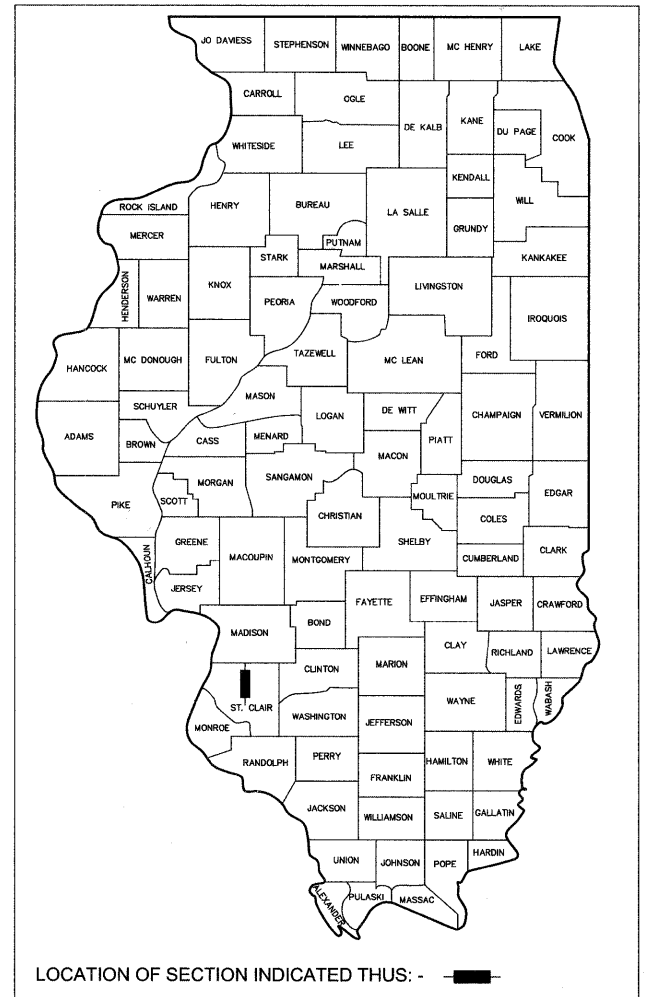 JO DAVIESS STEPHENSON WINNEBAGO BOONE MC HENRY LAKE
CARROLL OGLE DE KALB KANE DU PAGE COOK
WHITESIDE LEE
KENDALL WILL
ROCK ISLAND HENRY BUREAU LA SALLE
MERCER PUTNAM GRUNDY
STARK MARSHALL KANKAKEE
HENDERSON WARREN KNOX PEORIA WOODFORD LIVINGSTON IROQUOIS
HANCOCK MC DONOUGH FULTON TAZEWELL MC LEAN FORD
MASON
SCHUYLER LOGAN DE WITT CHAMPAIGN VERMILION
ADAMS BROWN CASS MENARD PIATT
MACON
MORGAN SANGAMON DOUGLAS EDGAR
PIKE SCOTT MOULTRIE
CHRISTIAN COLES
GREENE SHELBY
CALHOUN MACOUPIN MONTGOMERY CUMBERLAND CLARK
JERSEY FAYETTE EFFINGHAM JASPER CRAWFORD
BOND
MADISON CLAY RICHLAND LAWRENCE
CLINTON MARION
ST. CLAIR WAYNE EDWARDS WABASH
MONROE WASHINGTON JEFFERSON
RANDOLPH PERRY HAMILTON WHITE
FRANKLIN
JACKSON WILLIAMSON SALINE GALLATIN
UNION JOHNSON POPE HARDIN
ALEXANDER PULASKI MASSAC
LOCATION OF SECTION INDICATED THUS: -